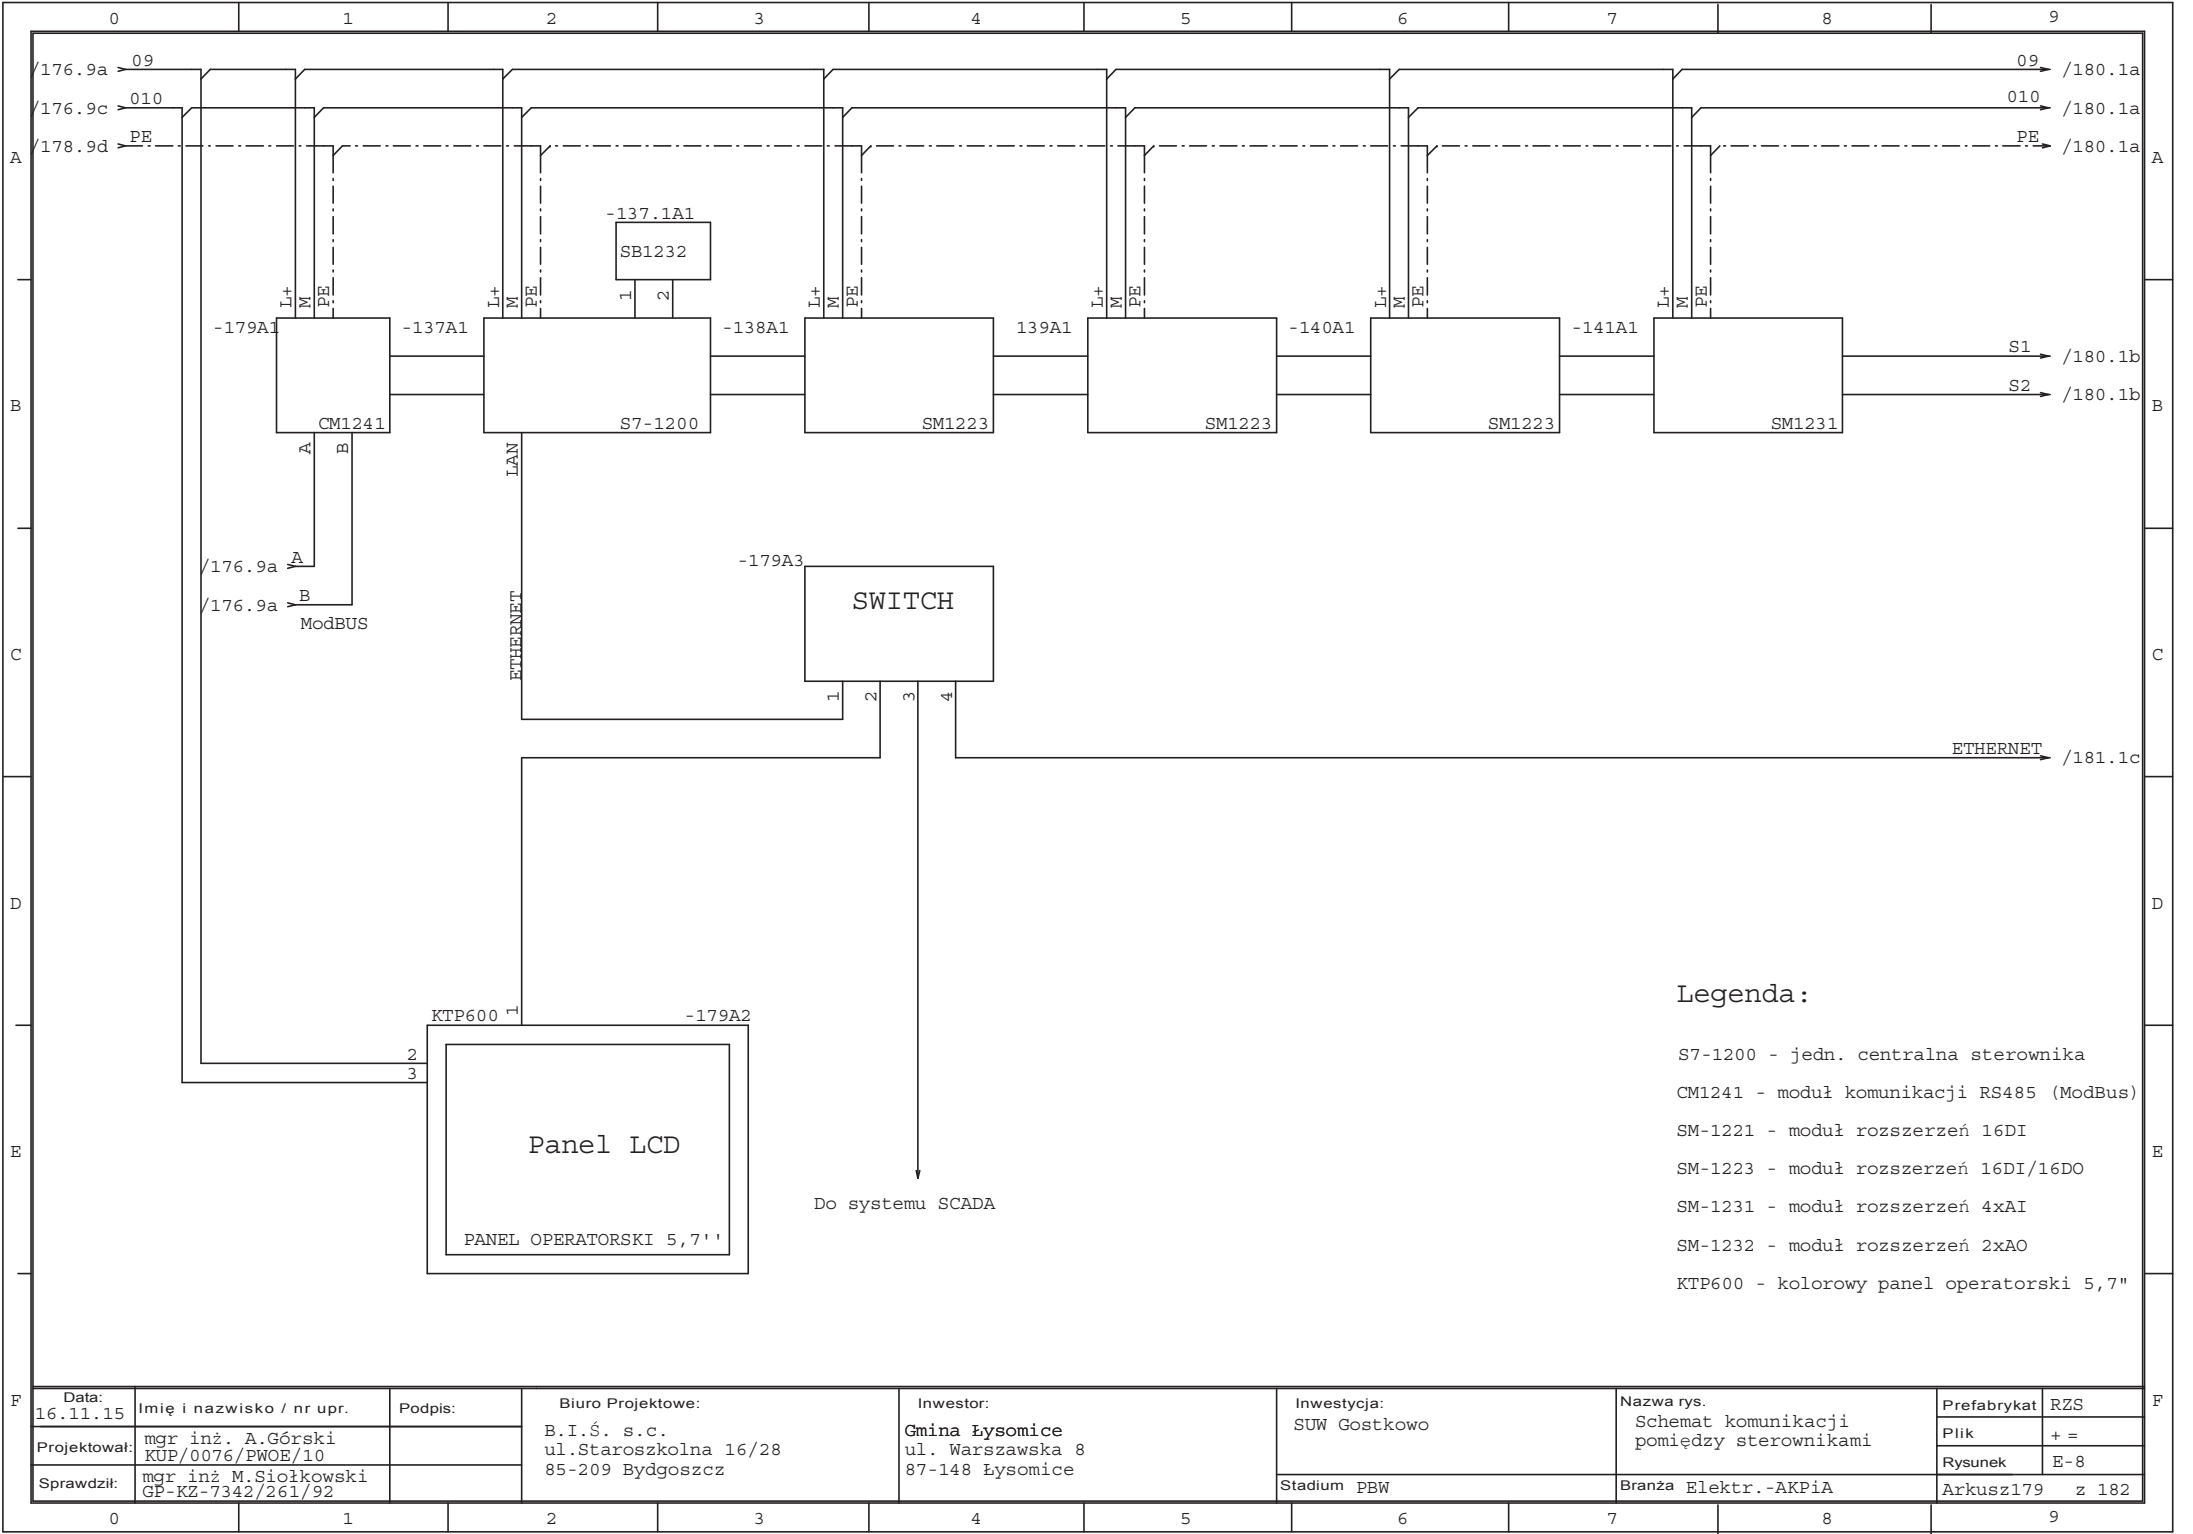 0 1 2 3 4 5 6 7 8 9
/176.9a 09 09 /180.1a
/176.9c 010 010 /180.1a
/178.9d PE PE /180.1a
A A
-137.1A1
SB1232
1 2
L+ M PE L+ M PE L+ M PE L+ M PE L+ M PE L+ M PE
-179A1 -137A1 -138A1 139A1 -140A1 -141A1
S1 /180.1b
S2 /180.1b
B B
CM1241 S7-1200 SM1223 SM1223 SM1223 SM1231
A B LAN
/176.9a A
/176.9a B
ModBUS
ETHERNET
-179A3
SWITCH
C C
1 2 3 4
ETHERNET /181.1c
D D
Legenda:
S7-1200 - jedn. centralna sterownika
CM1241 - moduł komunikacji RS485 (ModBus)
SM-1221 - moduł rozszerzeń 16DI
SM-1223 - moduł rozszerzeń 16DI/16DO
SM-1231 - moduł rozszerzeń 4xAI
SM-1232 - moduł rozszerzeń 2xAO
KTP600 - kolorowy panel operatorski 5,7"
KTP600 1 -179A2
2
3
Panel LCD
PANEL OPERATORSKI 5,7''
E E
Do systemu SCADA
F F
Data:
16.11.15
Imię i nazwisko / nr upr.
Podpis:
Projektował:
mgr inż. A.Górski
KUP/0076/PWOE/10
Sprawdził:
mgr inż M.Siołkowski
GP-KZ-7342/261/92
Biuro Projektowe:
B.I.Ś. s.c.
ul.Staroszkolna 16/28
85-209 Bydgoszcz
Inwestor:
Gmina Łysomice
ul. Warszawska 8
87-148 Łysomice
Inwestycja:
SUW Gostkowo
Stadium PBW
Nazwa rys.
Schemat komunikacji
pomiędzy sterownikami
Branża Elektr.-AKPiA
Prefabrykat RZS
Plik + =
Rysunek E-8
Arkusz179 z 182
0 1 2 3 4 5 6 7 8 9